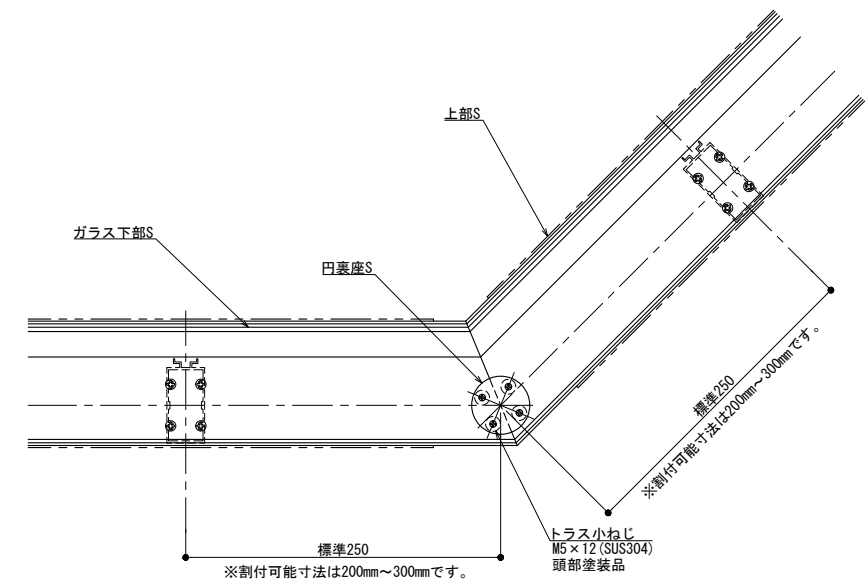 上部S
ガラス下部S
円裏座S
標準250
※割付可能寸法は200mm～300mmです。
トラス小ねじ
M5×12(SUS304)
頭部塗装品
標準250
※割付可能寸法は200mm～300mmです。